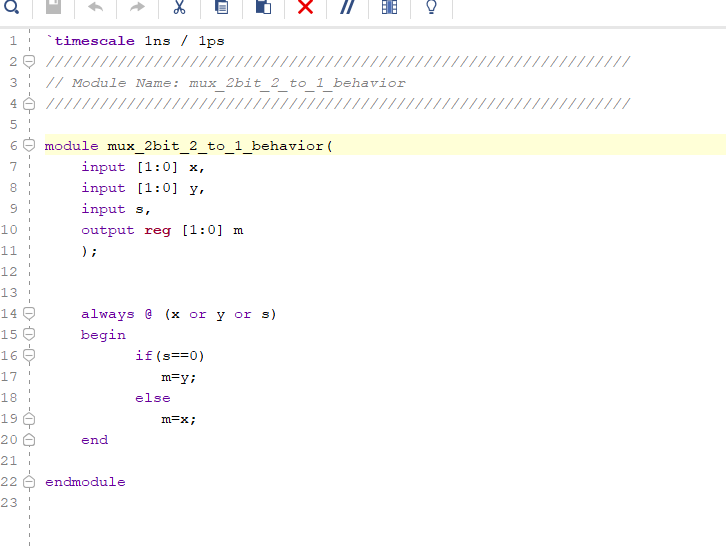 1 `timescale 1ns / 1ps
2 /////////////////////////////////////////////////////////////////
3 // Module Name: mux_2bit_2_to_1_behavior
4 /////////////////////////////////////////////////////////////////
5
6 module mux_2bit_2_to_1_behavior(
7     input [1:0] x,
8     input [1:0] y,
9     input s,
10     output reg [1:0] m
11     );
12
13
14     always @ (x or y or s)
15     begin
16           if(s==0)
17              m=y;
18           else
19              m=x;
20     end
21
22 endmodule
23